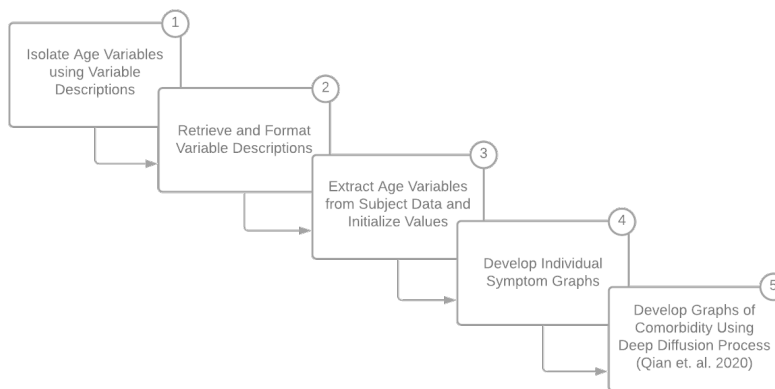 1
Isolate Age Variables
using Variable
Descriptions
2
Retrieve and Format
Variable Descriptions
3
Extract Age Variables
from Subject Data and
Initialize Values
4
Develop Individual
Symptom Graphs
5
Develop Graphs of
Comorbidity Using
Deep Diffusion Process
(Qian et. al. 2020)